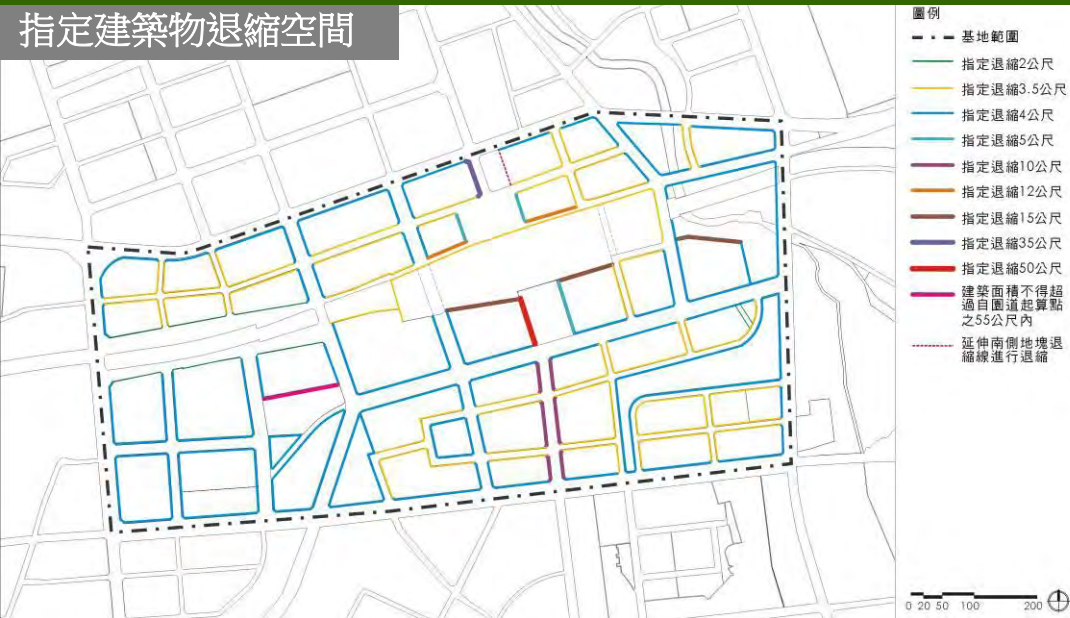 指定建築物退縮空間
圖例
基地範圍
指定退縮2公尺
指定退縮3.5公尺
指定退縮4公尺
指定退縮5公尺
指定退縮10公尺
指定退縮12公尺
指定退縮15公尺
指定退縮35公尺
指定退縮50公尺
建築面積不得超
過自園道起算點
之55公尺內
延伸南側地塊退
縮線進行退縮
0 20 50 100 200